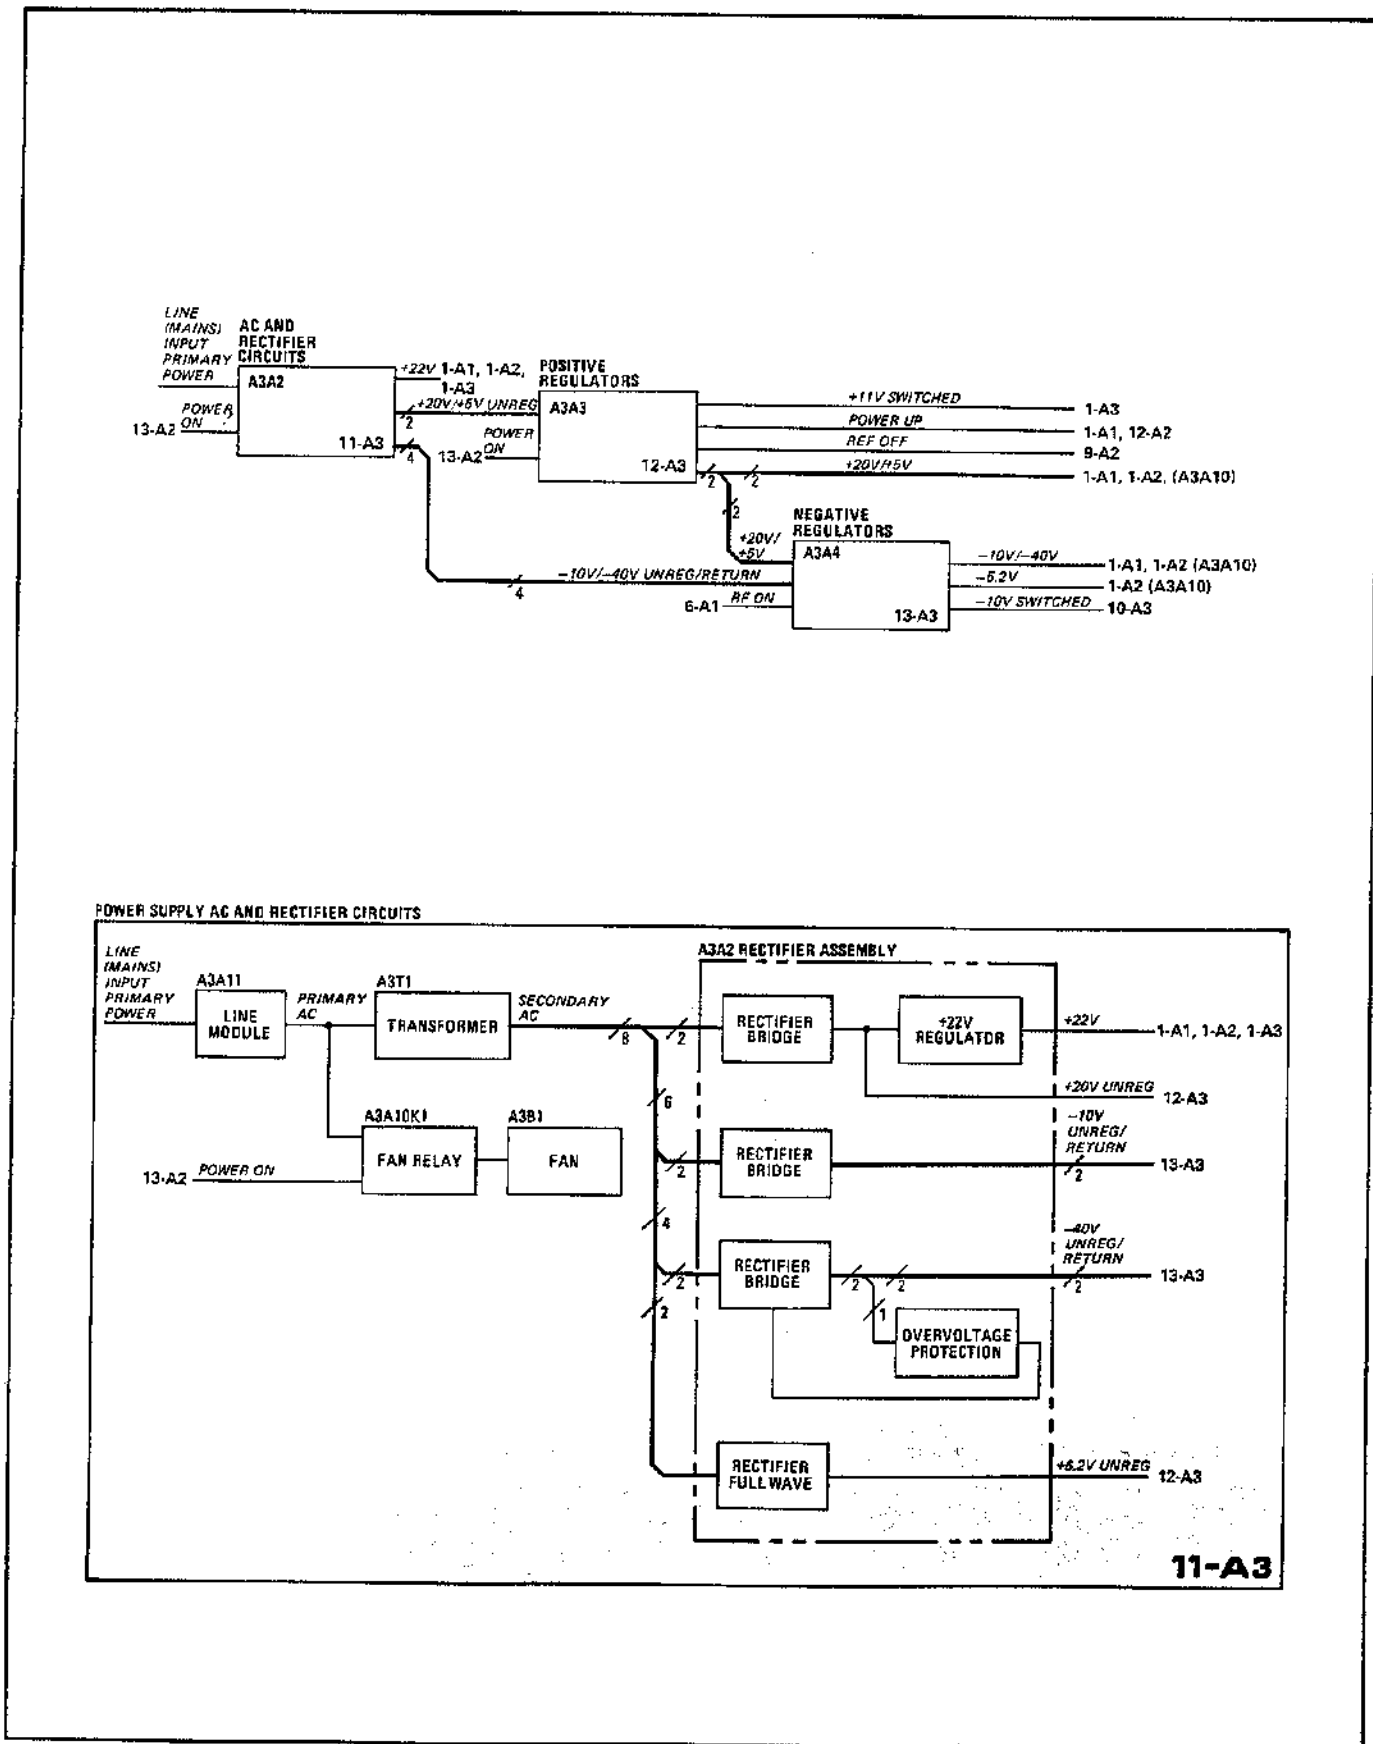 LINE
(MAINS)
INPUT
PRIMARY
POWER
AC AND
RECTIFIER
CIRCUITS
A3A2
POWER
ON
13-A2
11-A3
+22V 1-A1, 1-A2,
1-A3
+20V/+5V UNREG
2
4
POSITIVE
REGULATORS
A3A3
POWER
ON
13-A2
12-A3
+11V SWITCHED
1-A3
POWER UP
1-A1, 12-A2
REF OFF
9-A2
+20V/+5V
1-A1, 1-A2, (A3A10)
2
2
2
NEGATIVE
REGULATORS
+20V/
+5V
A3A4
-10V/-40V UNREG/RETURN
4
6-A1 RF ON
13-A3
-10V/-40V
1-A1, 1-A2 (A3A10)
-5.2V
1-A2 (A3A10)
-10V SWITCHED
10-A3
POWER SUPPLY AC AND RECTIFIER CIRCUITS
LINE
(MAINS)
INPUT
PRIMARY
POWER
A3A11
LINE
MODULE
PRIMARY
AC
A3T1
TRANSFORMER
SECONDARY
AC
8
2
A3A2 RECTIFIER ASSEMBLY
RECTIFIER
BRIDGE
+22V
REGULATOR
+22V
1-A1, 1-A2, 1-A3
+20V UNREG
12-A3
6
A3A10K1
FAN RELAY
A3B1
FAN
13-A2 POWER ON
2
RECTIFIER
BRIDGE
-10V
UNREG/
RETURN
2
13-A3
4
2
RECTIFIER
BRIDGE
2
2
-40V
UNREG/
RETURN
2
13-A3
2
1
OVERVOLTAGE
PROTECTION
RECTIFIER
FULL WAVE
+5.2V UNREG
12-A3
11-A3